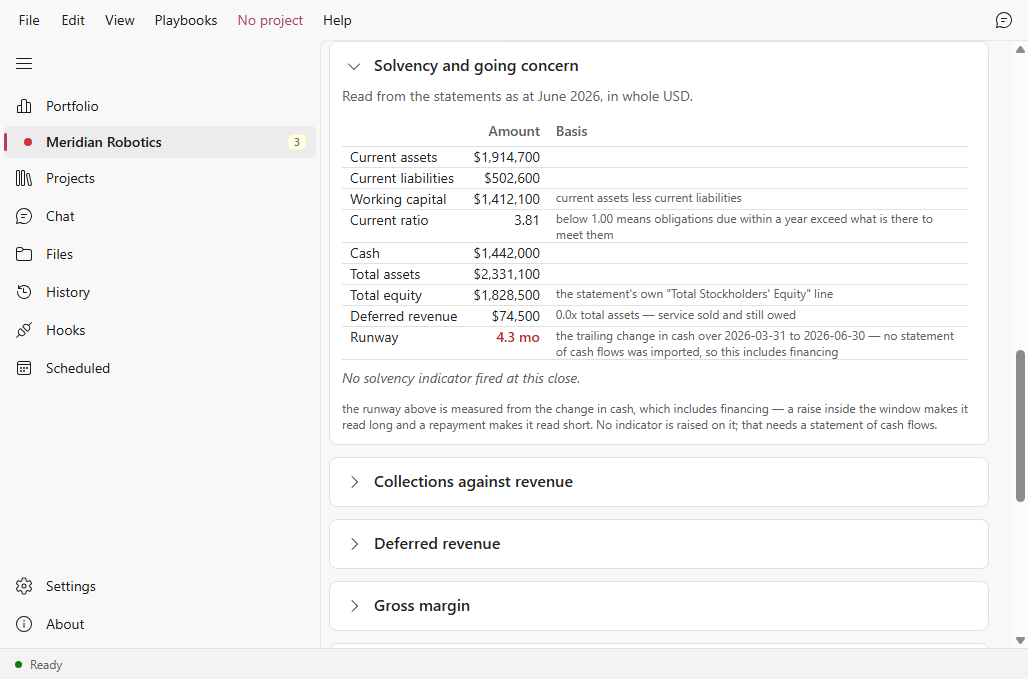 File Edit View Playbooks No project Help
Portfolio
Meridian Robotics 3
Projects
Chat
Files
History
Hooks
Scheduled
Settings
About
Ready
Solvency and going concern
Read from the statements as at June 2026, in whole USD.
Amount Basis
Current assets $1,914,700
Current liabilities $502,600
Working capital $1,412,100 current assets less current liabilities
Current ratio 3.81 below 1.00 means obligations due within a year exceed what is there to
meet them
Cash $1,442,000
Total assets $2,331,100
Total equity $1,828,500 the statement's own "Total Stockholders' Equity" line
Deferred revenue $74,500 0.0x total assets — service sold and still owed
Runway 4.3 mo the trailing change in cash over 2026-03-31 to 2026-06-30 — no statement
of cash flows was imported, so this includes financing
No solvency indicator fired at this close.
the runway above is measured from the change in cash, which includes financing — a raise inside the window makes it
read long and a repayment makes it read short. No indicator is raised on it; that needs a statement of cash flows.
Collections against revenue
Deferred revenue
Gross margin